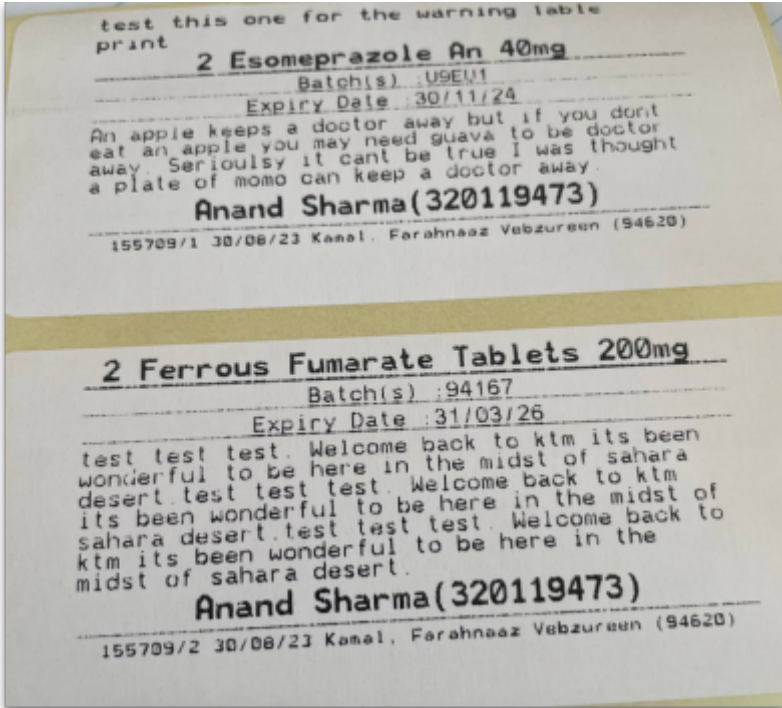 test this one for the warning lable
print
2 Esomeprazole An 40mg
Batch(s) :U9EU1
Expiry Date :30/11/24
An apple keeps a doctor away but if you dont
eat an apple you may need guava to be doctor
away. Serioulsy it cant be true I was thought
a plate of momo can keep a doctor away.
Anand Sharma(320119473)
155709/1 30/08/23 Kamal, Farahnaaz Vebzureen (94620)
2 Ferrous Fumarate Tablets 200mg
Batch(s) :94167
Expiry Date :31/03/26
test test test. Welcome back to ktm its been
wonderful to be here in the midst of sahara
desert.test test test. Welcome back to ktm
its been wonderful to be here in the midst of
sahara desert.test test test. Welcome back to
ktm its been wonderful to be here in the
midst of sahara desert.
Anand Sharma(320119473)
155709/2 30/08/23 Kamal, Farahnaaz Vebzureen (94620)